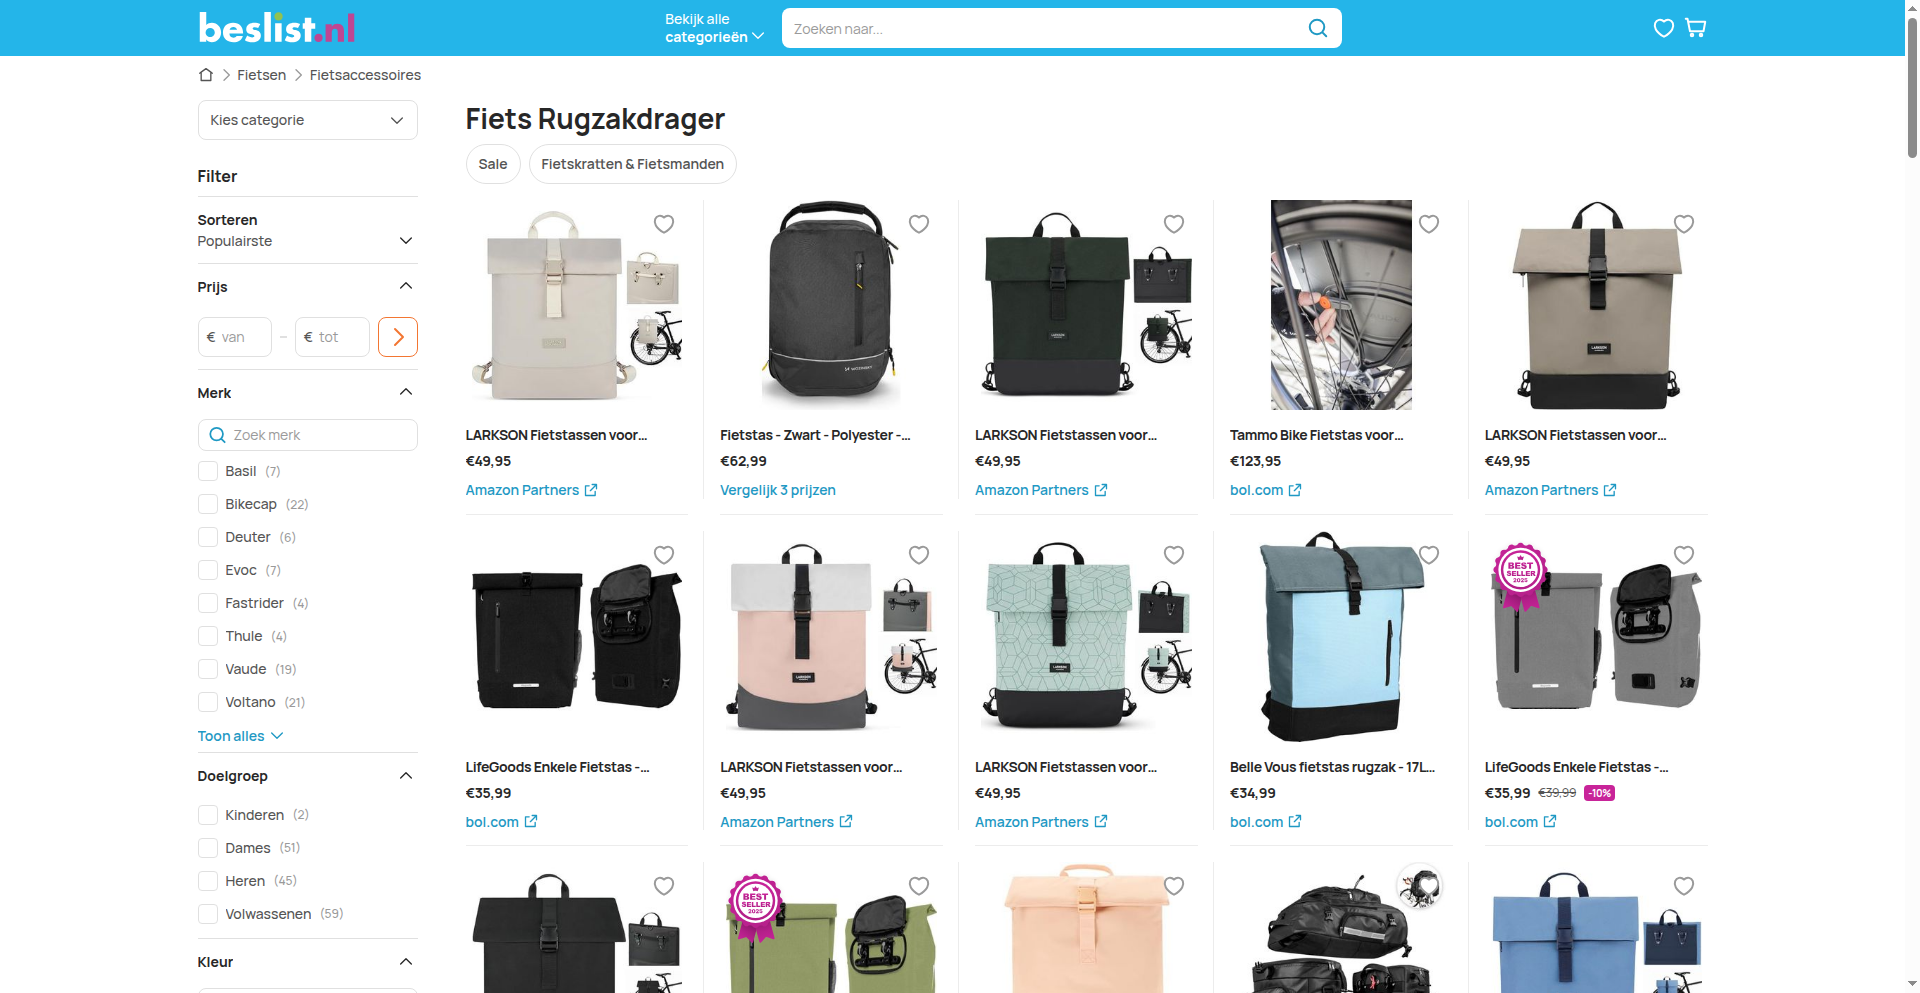 beslist.nl
Bekijk alle
categorieën
Zoeken naar...
Fietsen
Fietsaccessoires
Kies categorie
Filter
Sorteren
Populairste
Prijs
€ van
–
€ tot
Merk
Zoek merk
Basil (7)
Bikecap (22)
Deuter (6)
Evoc (7)
Fastrider (4)
Thule (4)
Vaude (19)
Voltano (21)
Toon alles
Doelgroep
Kinderen (2)
Dames (51)
Heren (45)
Volwassenen (59)
Kleur
Fiets Rugzakdrager
Sale
Fietskratten & Fietsmanden
LARKSON Fietstassen voor...
€49,95
Amazon Partners
Fietstas - Zwart - Polyester -...
€62,99
Vergelijk 3 prijzen
LARKSON Fietstassen voor...
€49,95
Amazon Partners
Tammo Bike Fietstas voor...
€123,95
bol.com
LARKSON
LARKSON Fietstassen voor...
€49,95
Amazon Partners
LifeGoods Enkele Fietstas -...
€35,99
bol.com
LARKSON
LARKSON Fietstassen voor...
€49,95
Amazon Partners
LARKSON
LARKSON Fietstassen voor...
€49,95
Amazon Partners
Belle Vous fietstas rugzak - 17L...
€34,99
bol.com
BEST
SELLER
2025
LifeGoods Enkele Fietstas -...
€35,99 €39,99 -10%
bol.com
BEST
SELLER
2025